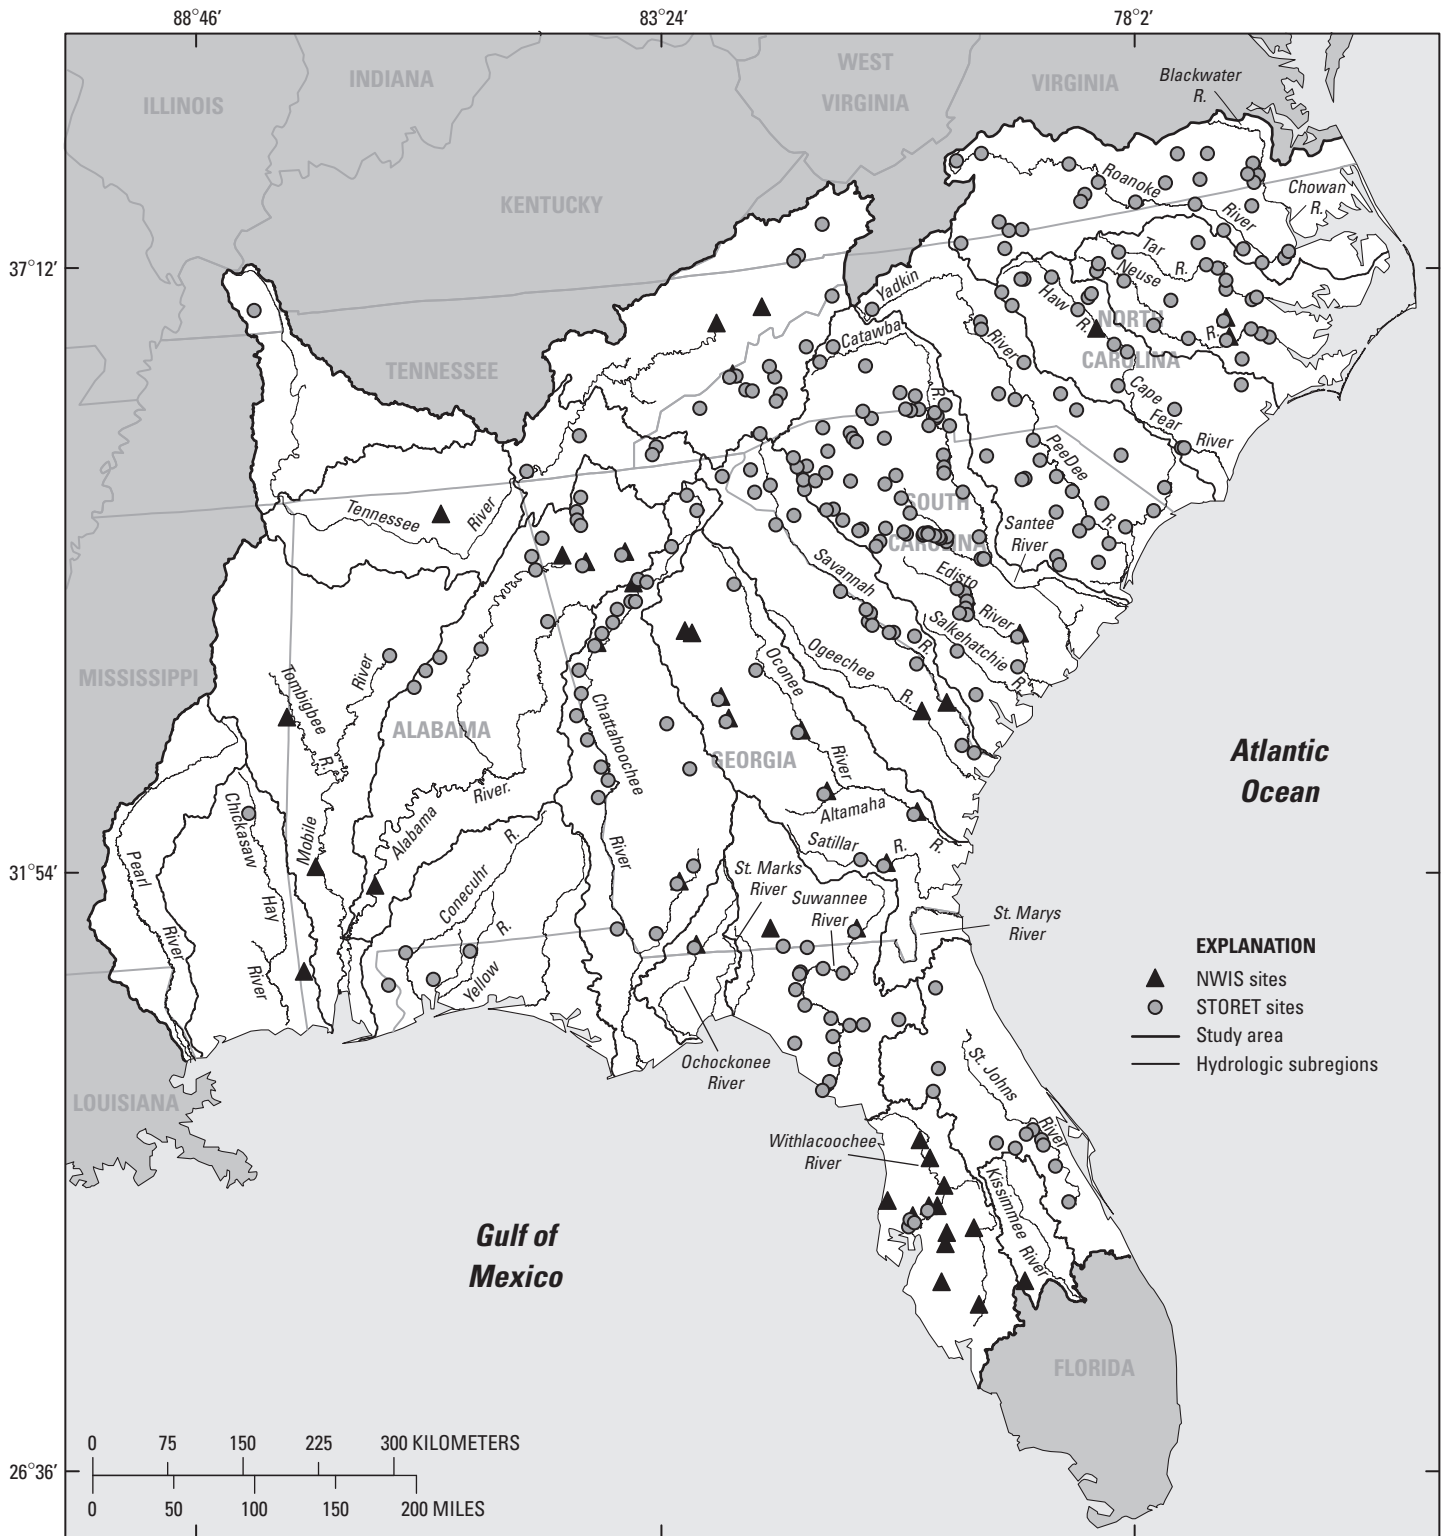 88°46′
83°24′
78°2′
WEST
VIRGINIA
VIRGINIA
Blackwater
R.
INDIANA
ILLINOIS
KENTUCKY
Roanoke
River
Chowan
R.
37°12′
Tar
R.
Neuse
R.
Haw
R.
NORTH
CAROLINA
Yadkin
River
Catawba
R.
TENNESSEE
Cape
Fear
River
PeeDee
R.
Tennessee
River
SOUTH
CAROLINA
Santee
River
Savannah
R.
Edisto
River
Salkehatchie
R.
Ogeechee
R.
Oconee
River
MISSISSIPPI
Tombigbee
R.
River
ALABAMA
Chattahoochee
River
GEORGIA
Atlantic
Ocean
Altamaha
R.
Alabama
River.
Mobile
Chickasaw
Hay
River
Pearl
River
Satillar
R.
31°54′
Conecuhr
R.
Yellow
R.
St. Marks
River
Suwannee
River
St. Marys
River
EXPLANATION
NWIS sites
STORET sites
Study area
Hydrologic subregions
Ochockonee
River
St. Johns
River
LOUISIANA
Withlacoochee
River
Kissimmee
River
Gulf of
Mexico
FLORIDA
26°36′
0 75 150 225 300 KILOMETERS
0 50 100 150 200 MILES